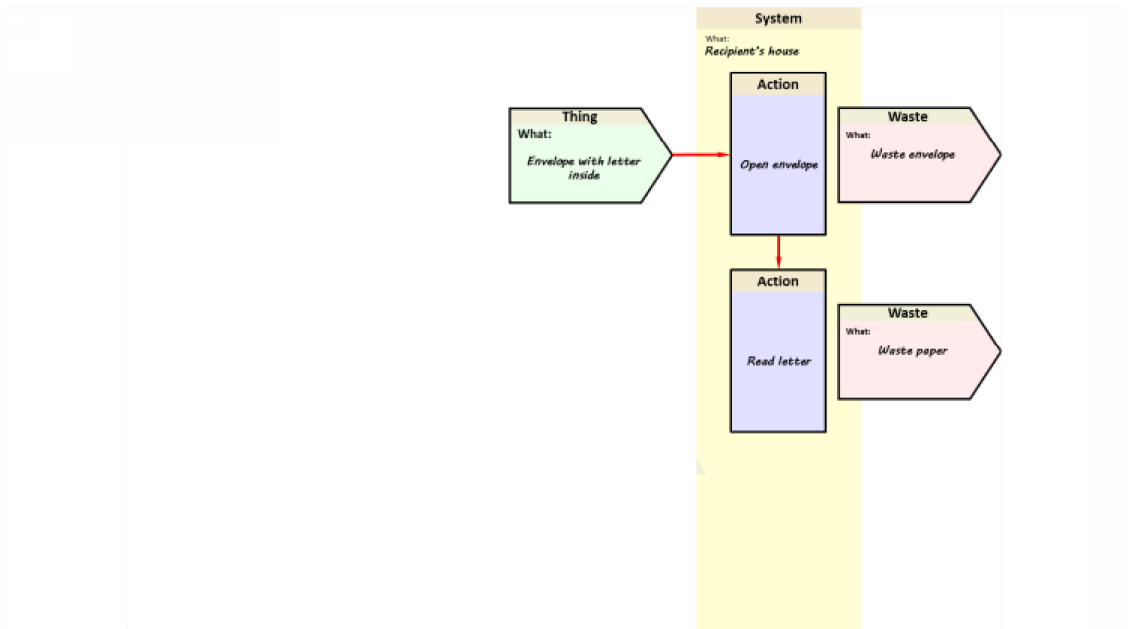 System
What:
Recipient's house
Action
Thing
What:
Envelope with letter
inside
Open envelope
Waste
What:
Waste envelope
Action
Read letter
Waste
What:
Waste paper